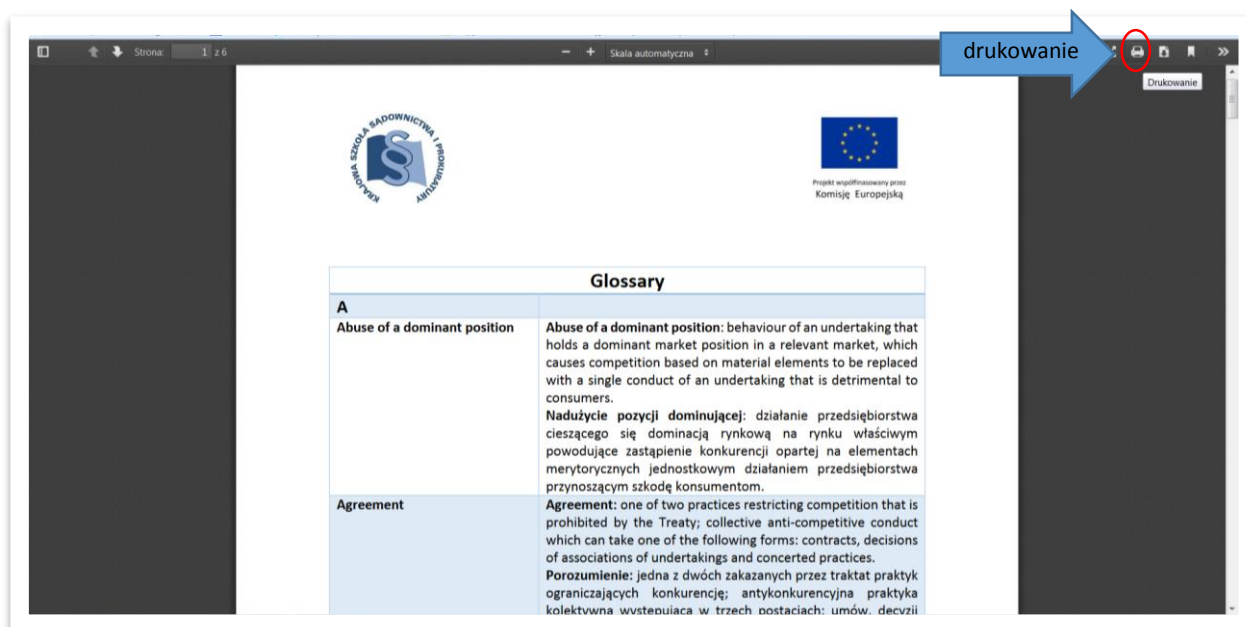 Strona: 1 z 6
− + Skala automatyczna
drukowanie
Drukowanie
KRAJOWA SZKOŁA SĄDOWNICTWA I PROKURATURY
Projekt współfinansowany przez
Komisję Europejską
Glossary
A
Abuse of a dominant position
Abuse of a dominant position: behaviour of an undertaking that
holds a dominant market position in a relevant market, which
causes competition based on material elements to be replaced
with a single conduct of an undertaking that is detrimental to
consumers.
Nadużycie pozycji dominującej: działanie przedsiębiorstwa
cieszącego się dominacją rynkową na rynku właściwym
powodujące zastąpienie konkurencji opartej na elementach
merytorycznych jednostkowym działaniem przedsiębiorstwa
przynoszącym szkodę konsumentom.
Agreement
Agreement: one of two practices restricting competition that is
prohibited by the Treaty; collective anti-competitive conduct
which can take one of the following forms: contracts, decisions
of associations of undertakings and concerted practices.
Porozumienie: jedna z dwóch zakazanych przez traktat praktyk
ograniczających konkurencję; antykonkurencyjna praktyka
kolektywna występująca w trzech postaciach: umów, decyzji